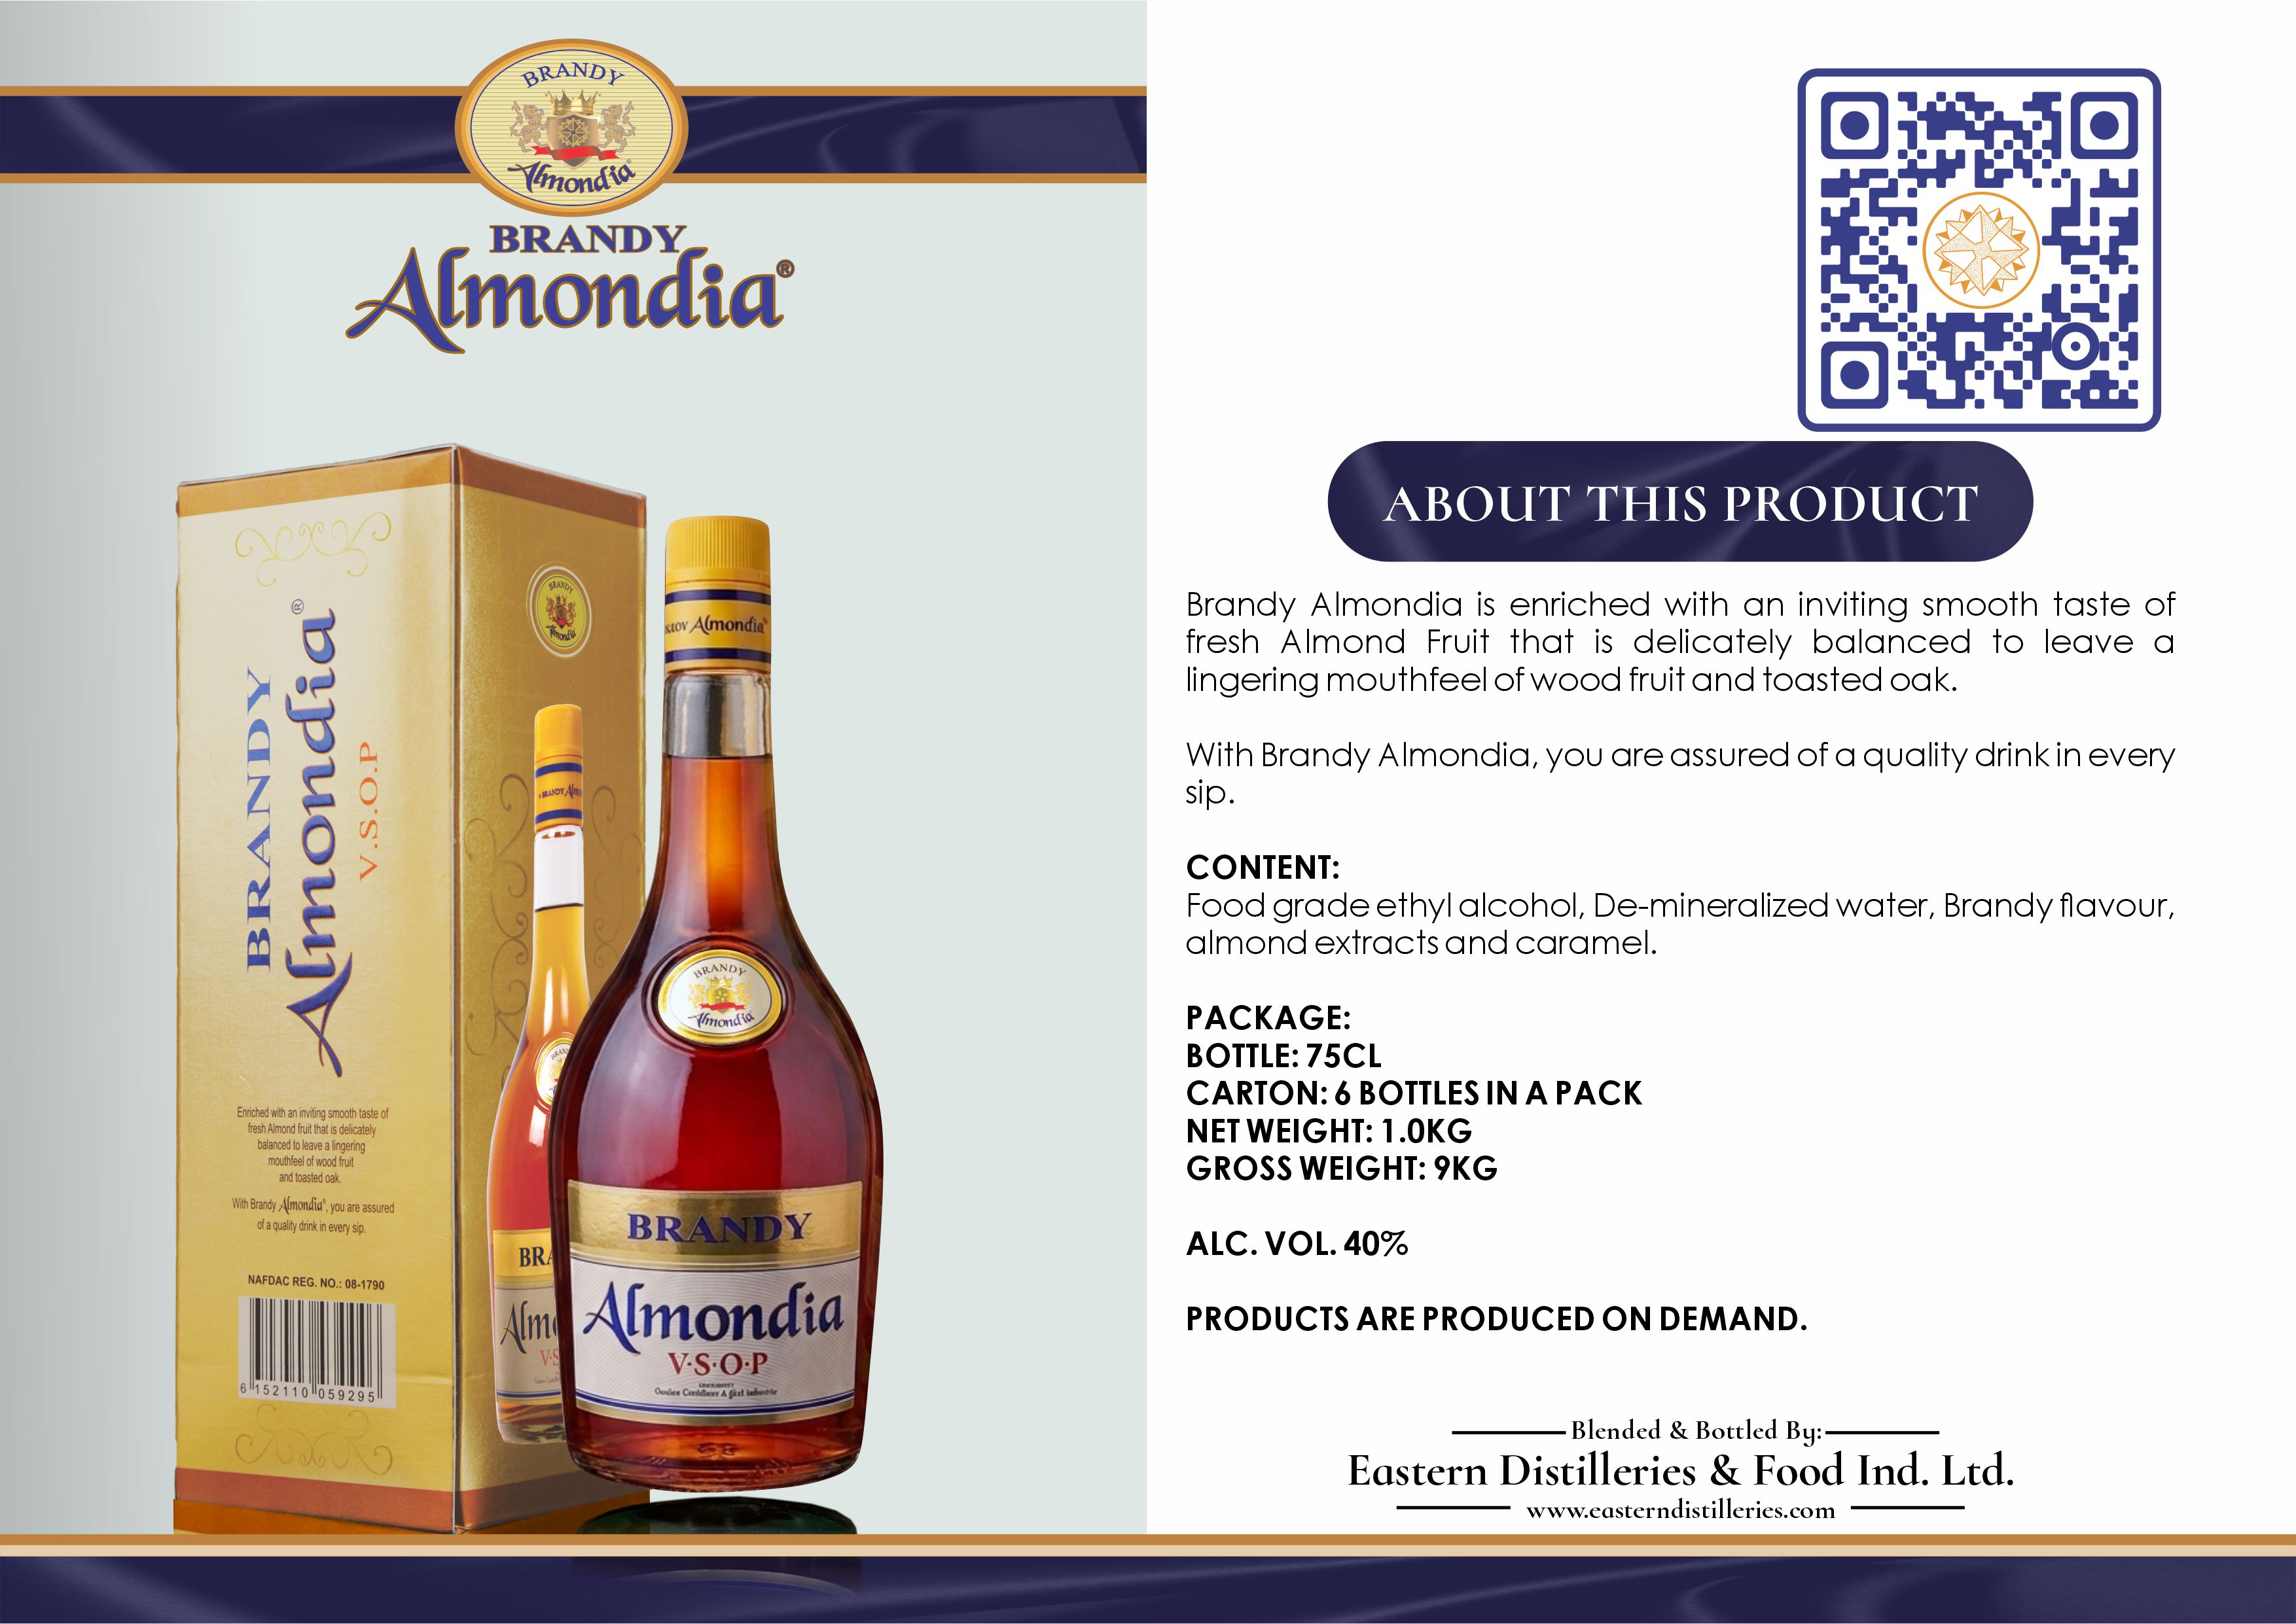 BRANDY
Almondia
BRANDY
Almondia®
BRANDY
Almondia®
V.S.O.P
Enriched with an inviting smooth taste of
fresh Almond fruit that is delicately
balanced to leave a lingering
mouthfeel of wood fruit
and toasted oak.
With Brandy Almondia®, you are assured
of a quality drink in every sip.
NAFDAC REG. NO.: 08-1790
6 152110 059295
BRANDY
Almondia
BRANDY Almondia
BRA
Almo
V·S
Almondia
BRANDY
Almondia
BRANDY
Almondia
V·S·O·P
ABOUT THIS PRODUCT
Brandy Almondia is enriched with an inviting smooth taste of
fresh Almond Fruit that is delicately balanced to leave a
lingering mouthfeel of wood fruit and toasted oak.
With Brandy Almondia, you are assured of a quality drink in every
sip.
CONTENT:
Food grade ethyl alcohol, De-mineralized water, Brandy flavour,
almond extracts and caramel.
PACKAGE:
BOTTLE: 75CL
CARTON: 6 BOTTLES IN A PACK
NET WEIGHT: 1.0KG
GROSS WEIGHT: 9KG
ALC. VOL. 40%
PRODUCTS ARE PRODUCED ON DEMAND.
Blended & Bottled By:
Eastern Distilleries & Food Ind. Ltd.
www.easterndistilleries.com